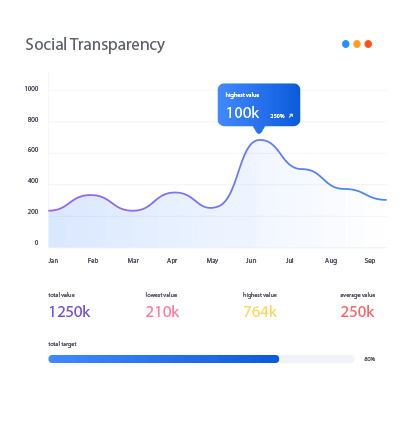 Social Transparency
1000
highest value
100k 250%
800
600
400
200
0
Jan Feb Mar Apr May Jun Jul Aug Sep
total value lowest value highest value average value
1250k 210k 764k 250k
total target
80%